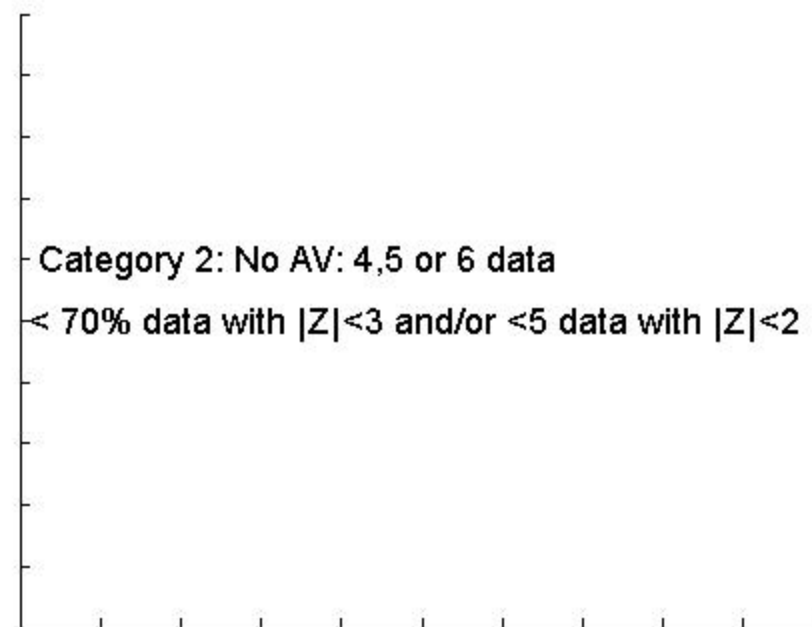 Category 2: No AV: 4,5 or 6 data
< 70% data with |Z|<3 and/or <5 data with |Z|<2